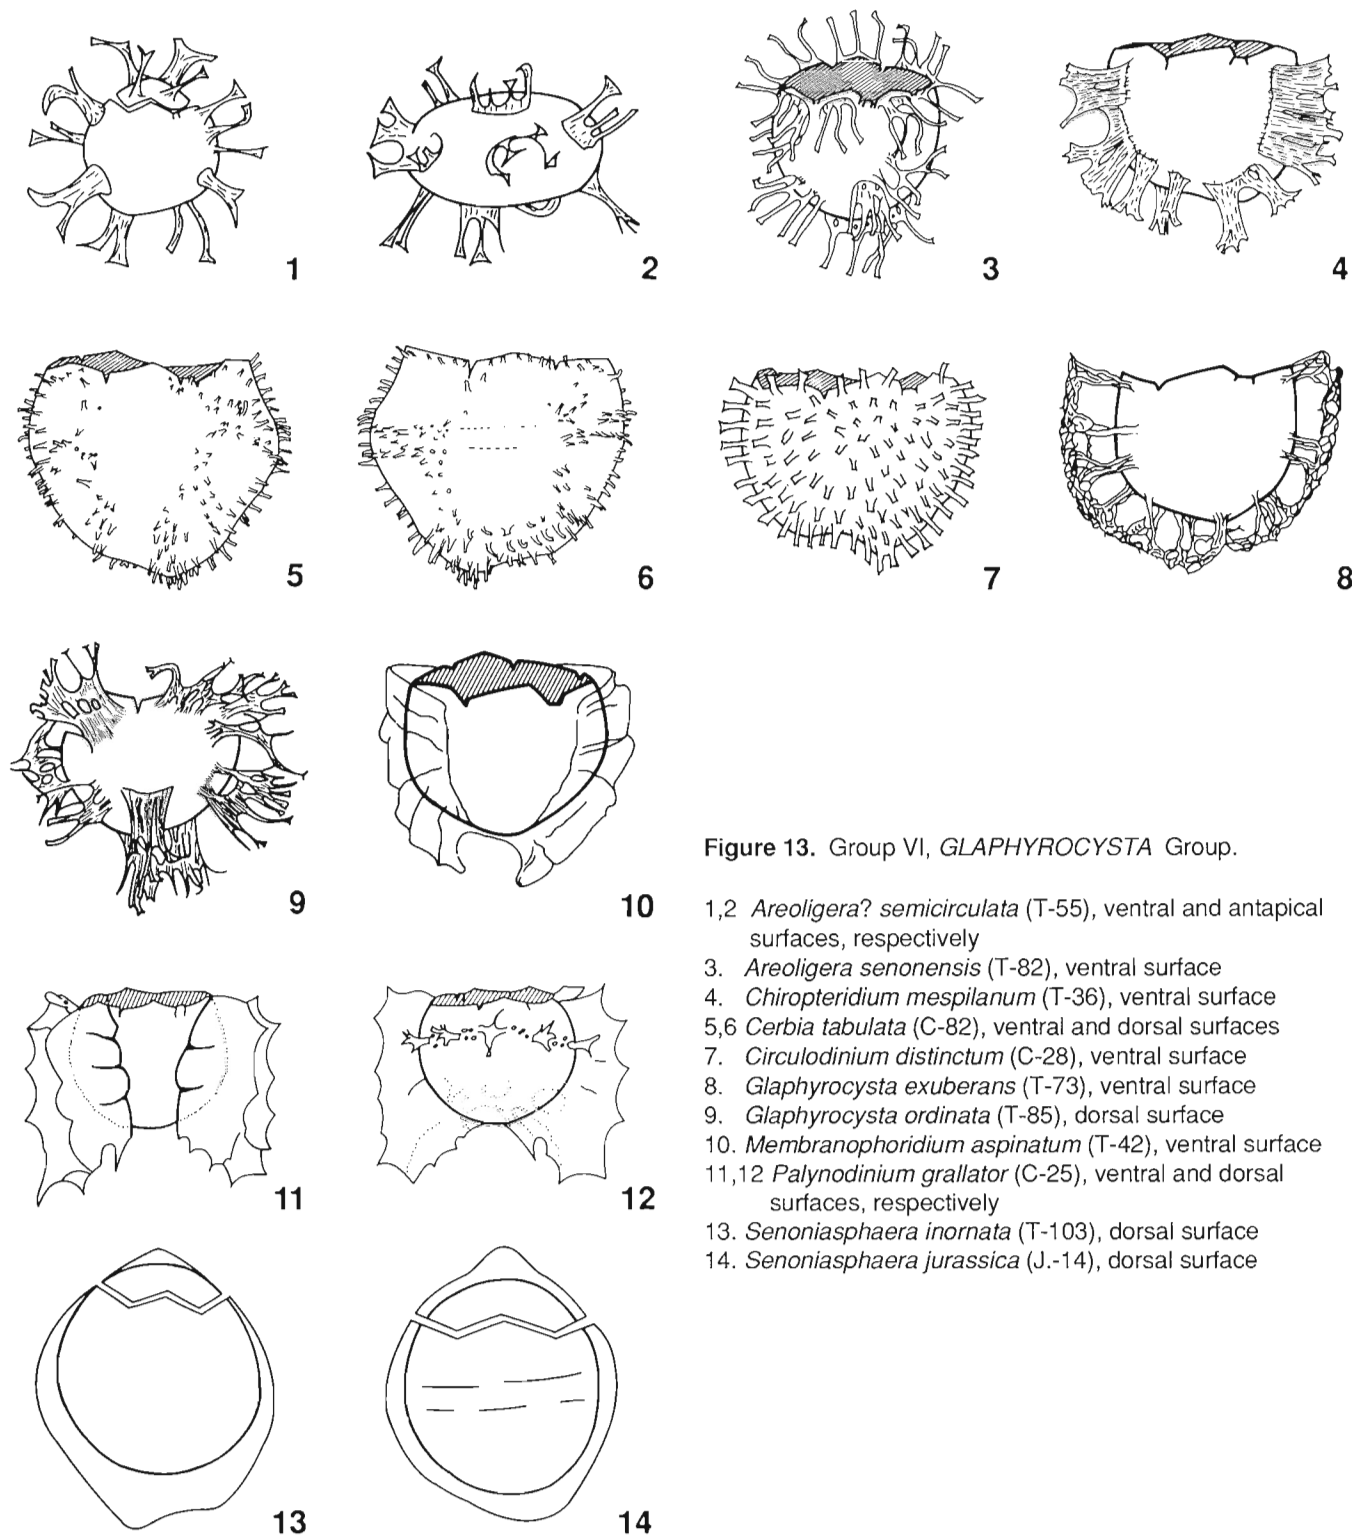 1
2
3
4
5
6
7
8
9
10
Figure 13. Group VI, GLAPHYROCYSTA Group.
1,2 Areoligera? semicirculata (T-55), ventral and antapical
surfaces, respectively
3. Areoligera senonensis (T-82), ventral surface
4. Chiropteridium mespilanum (T-36), ventral surface
5,6 Cerbia tabulata (C-82), ventral and dorsal surfaces
7. Circulodinium distinctum (C-28), ventral surface
8. Glaphyrocysta exuberans (T-73), ventral surface
9. Glaphyrocysta ordinata (T-85), dorsal surface
10. Membranophoridium aspinatum (T-42), ventral surface
11,12 Palynodinium grallator (C-25), ventral and dorsal
surfaces, respectively
13. Senoniasphaera inornata (T-103), dorsal surface
14. Senoniasphaera jurassica (J.-14), dorsal surface
11
12
13
14